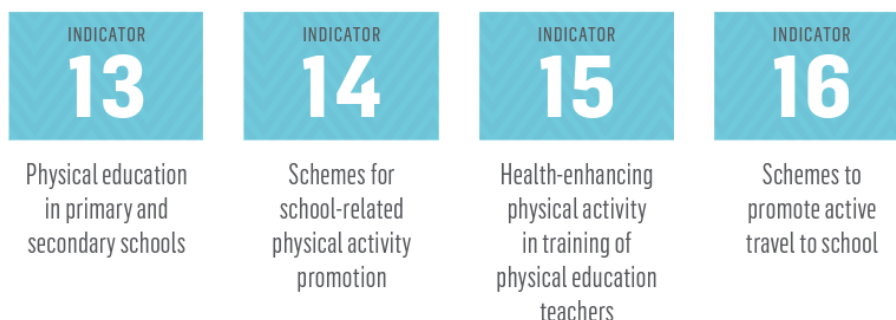 INDICATOR
13
Physical education
in primary and
secondary schools
INDICATOR
14
Schemes for
school-related
physical activity
promotion
INDICATOR
15
Health-enhancing
physical activity
in training of
physical education
teachers
INDICATOR
16
Schemes to
promote active
travel to school